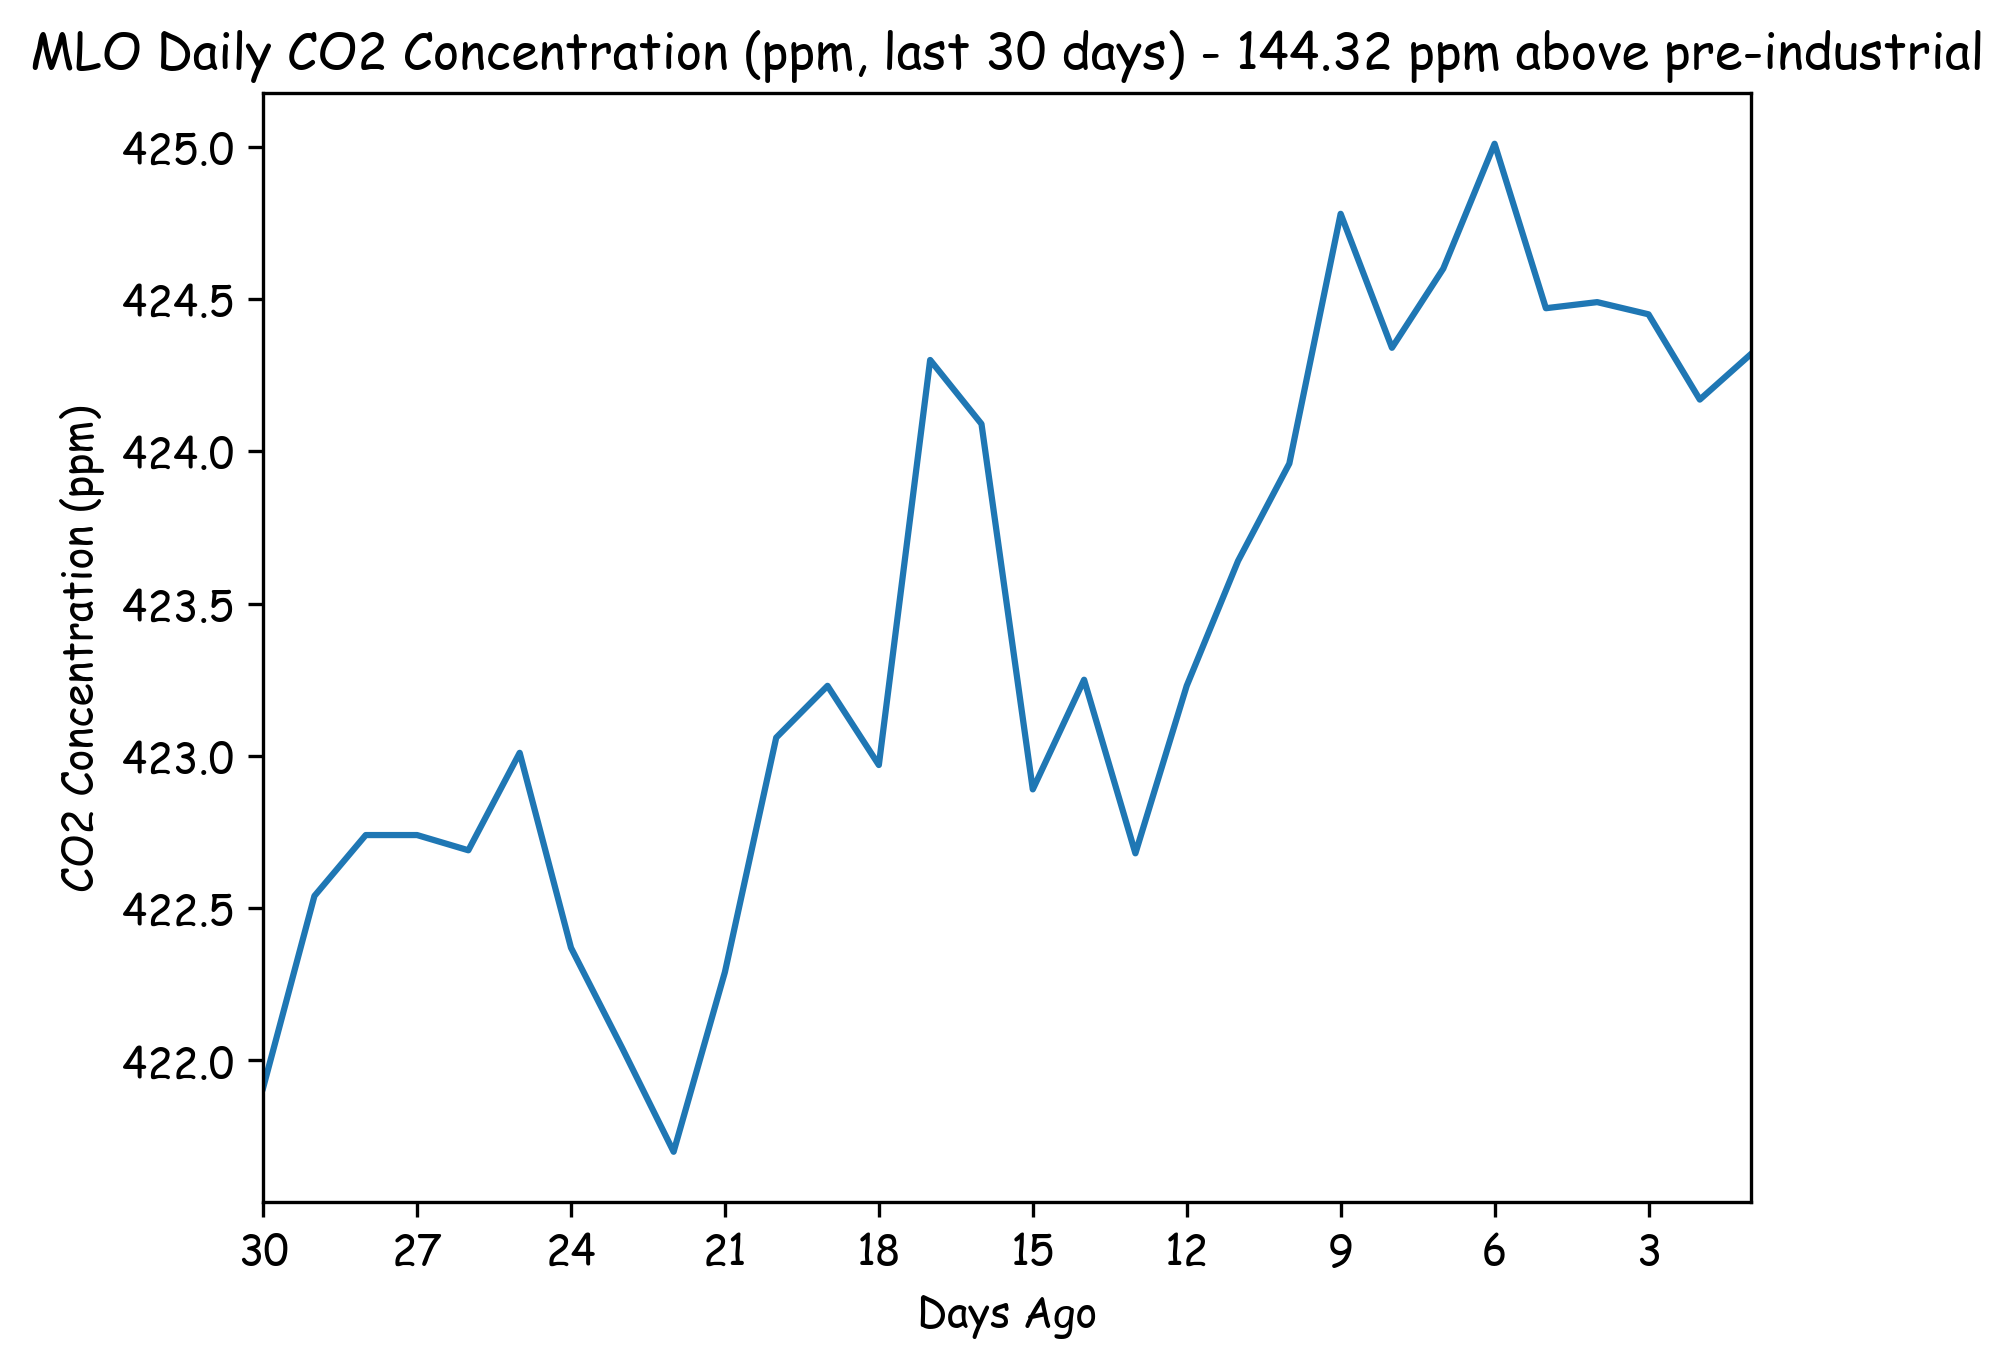 MLO Daily CO2 Concentration (ppm, last 30 days) - 144.32 ppm above pre-industrial
425.0
424.5
424.0
423.5
423.0
422.5
422.0
CO2 Concentration (ppm)
30 27 24 21 18 15 12 9 6 3
Days Ago